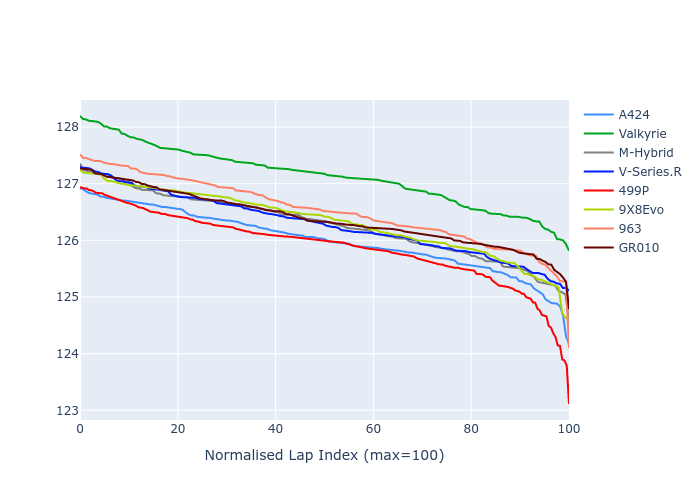 128
127
126
125
124
123
0 20 40 60 80 100
Normalised Lap Index (max=100)
A424
Valkyrie
M-Hybrid
V-Series.R
499P
9X8Evo
963
GR010